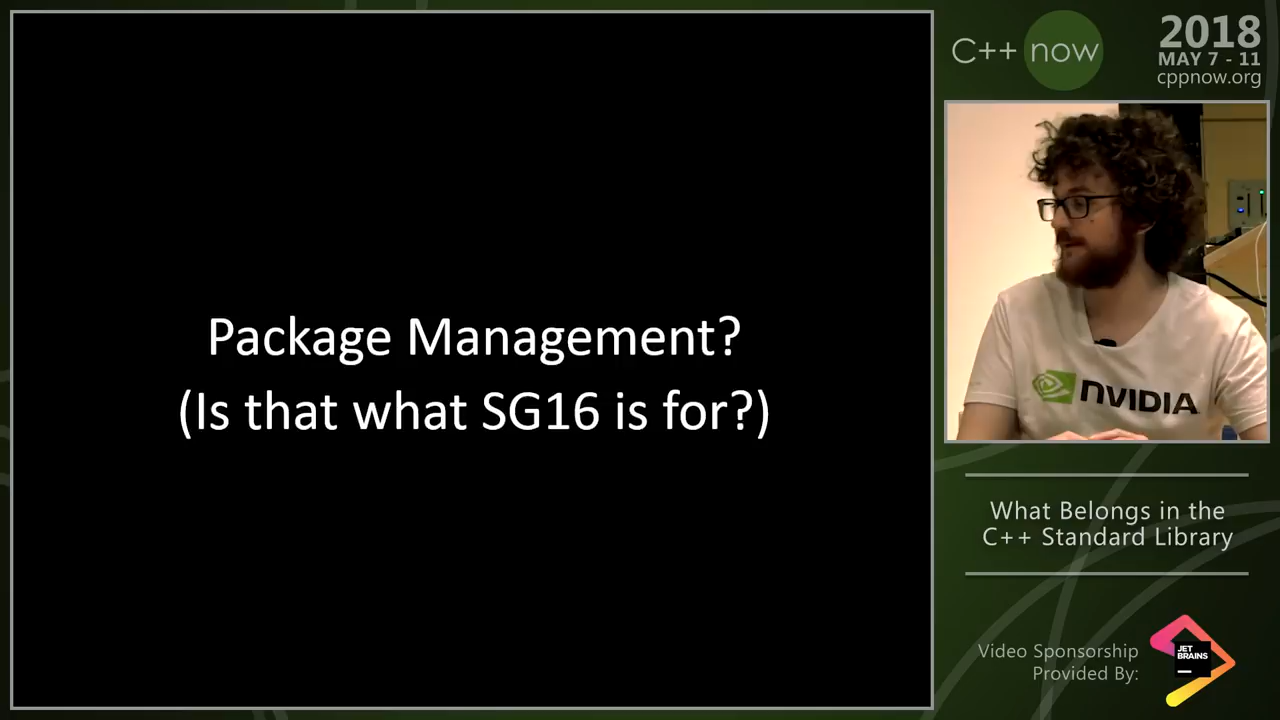 Package Management?
(Is that what SG16 is for?)
C++ now
2018
MAY 7 - 11
cppnow.org
NVIDIA
What Belongs in the
C++ Standard Library
Video Sponsorship
Provided By:
JET
BRAINS